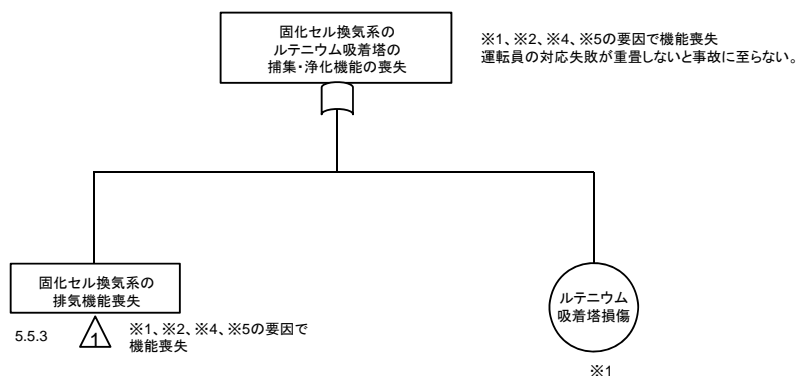 固化セル換気系の
ルテニウム吸着塔の
捕集・浄化機能の喪失
※1、※2、※4、※5の要因で機能喪失
運転員の対応失敗が重畳しないと事故に至らない。
固化セル換気系の
排気機能喪失
5.5.3
1
※1、※2、※4、※5の要因で
機能喪失
ルテニウム
吸着塔損傷
※1